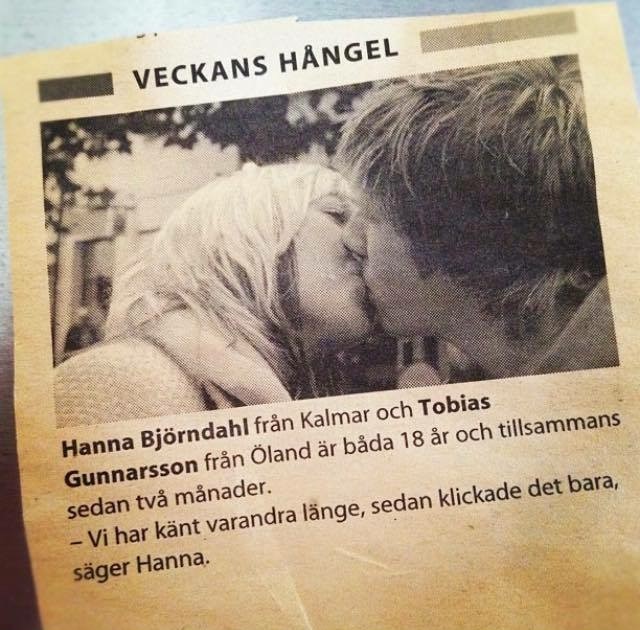 VECKANS HÅNGEL
Hanna Björndahl från Kalmar och Tobias
Gunnarsson från Öland är båda 18 år och tillsammans
sedan två månader.
– Vi har känt varandra länge, sedan klickade det bara,
säger Hanna.